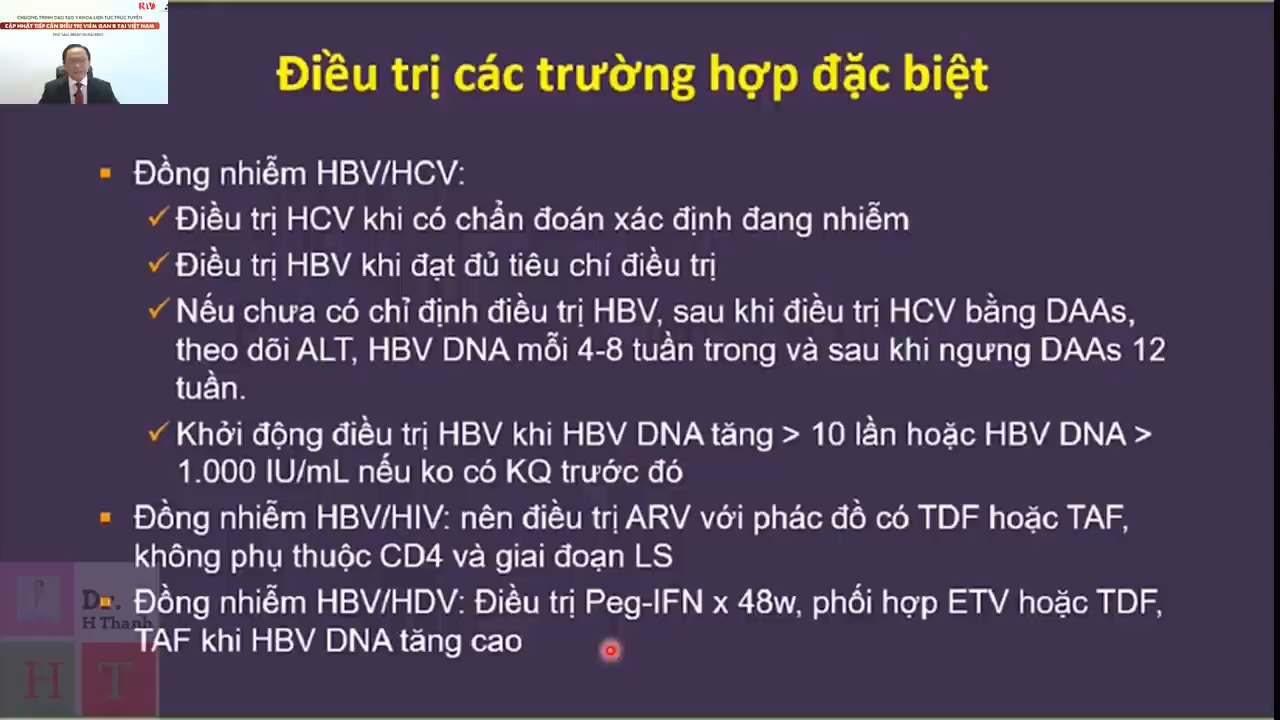 CHƯƠNG TRÌNH ĐÀO TẠO Y KHOA LIÊN TỤC TRỰC TUYẾN
CẬP NHẬT TIẾP CẬN ĐIỀU TRỊ VIÊM GAN B TẠI VIỆT NAM
Điều trị các trường hợp đặc biệt
Đồng nhiễm HBV/HCV:
Điều trị HCV khi có chẩn đoán xác định đang nhiễm
Điều trị HBV khi đạt đủ tiêu chí điều trị
Nếu chưa có chỉ định điều trị HBV, sau khi điều trị HCV bằng DAAs,
theo dõi ALT, HBV DNA mỗi 4-8 tuần trong và sau khi ngưng DAAs 12
tuần.
Khởi động điều trị HBV khi HBV DNA tăng > 10 lần hoặc HBV DNA >
1.000 IU/mL nếu ko có KQ trước đó
Đồng nhiễm HBV/HIV: nên điều trị ARV với phác đồ có TDF hoặc TAF,
không phụ thuộc CD4 và giai đoạn LS
Đồng nhiễm HBV/HDV: Điều trị Peg-IFN x 48w, phối hợp ETV hoặc TDF,
TAF khi HBV DNA tăng cao
Dr.
H Thanh
H T